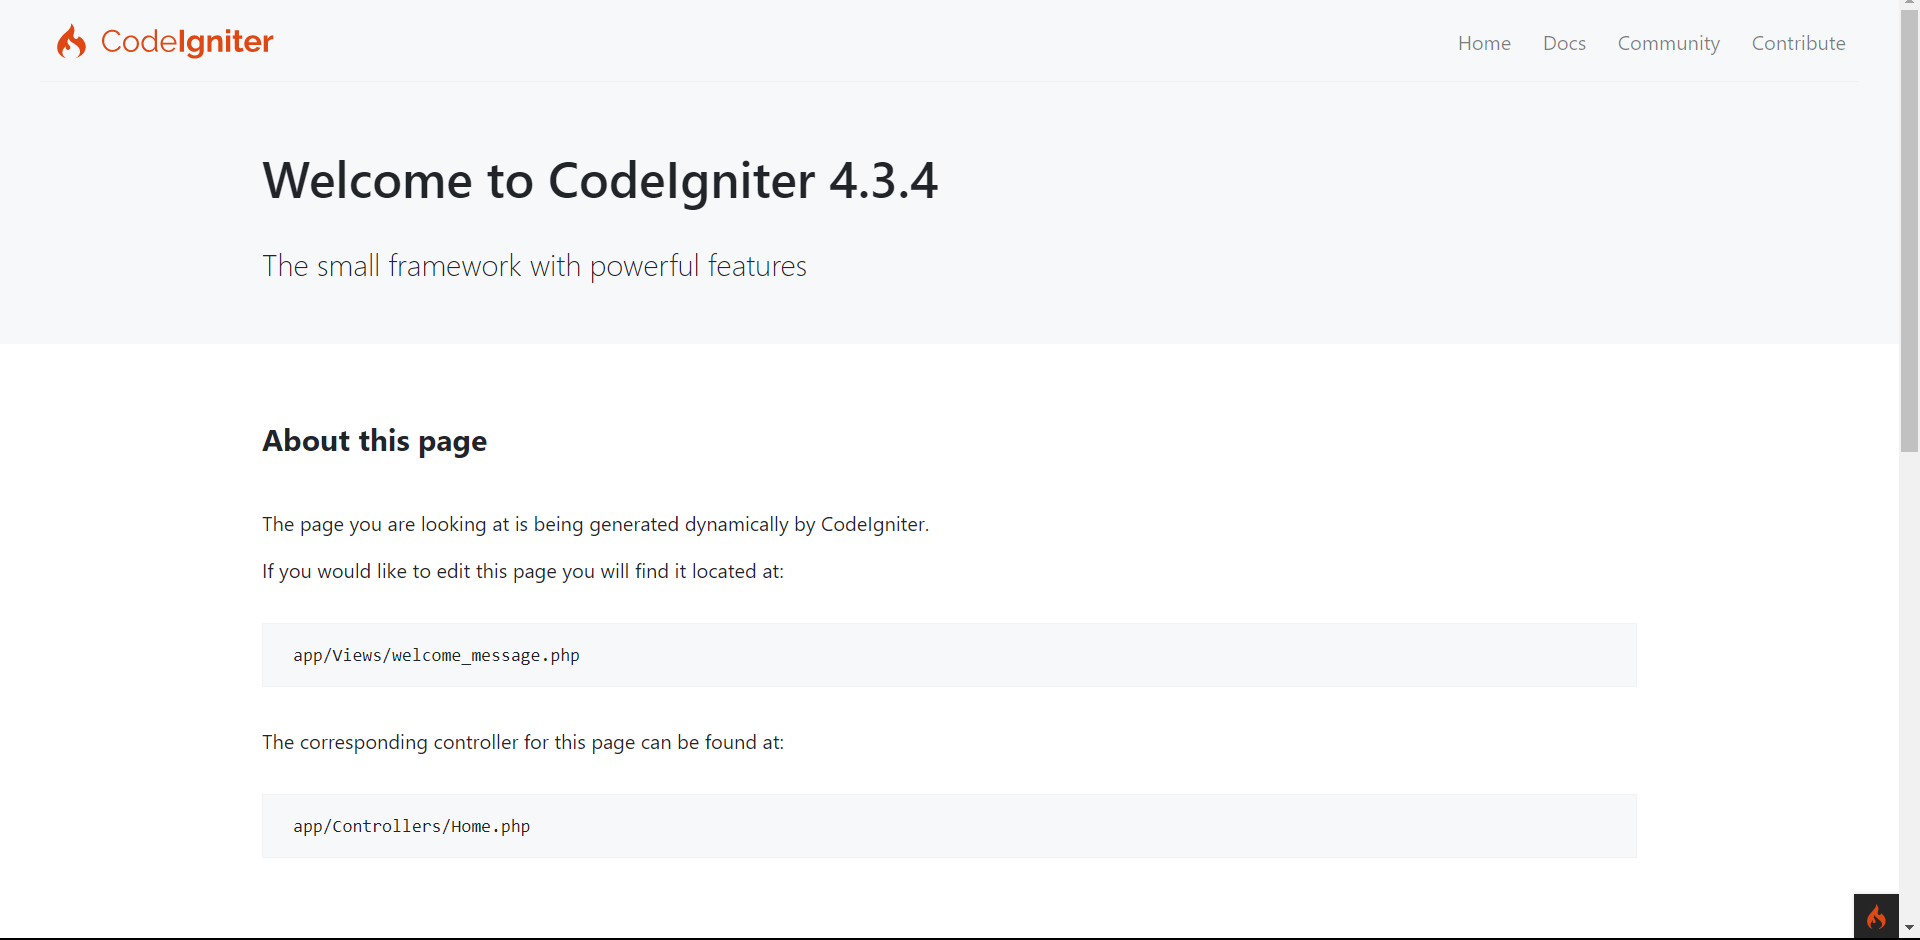 CodeIgniter
Home Docs Community Contribute
Welcome to CodeIgniter 4.3.4
The small framework with powerful features
About this page
The page you are looking at is being generated dynamically by CodeIgniter.
If you would like to edit this page you will find it located at:
app/Views/welcome_message.php
The corresponding controller for this page can be found at:
app/Controllers/Home.php